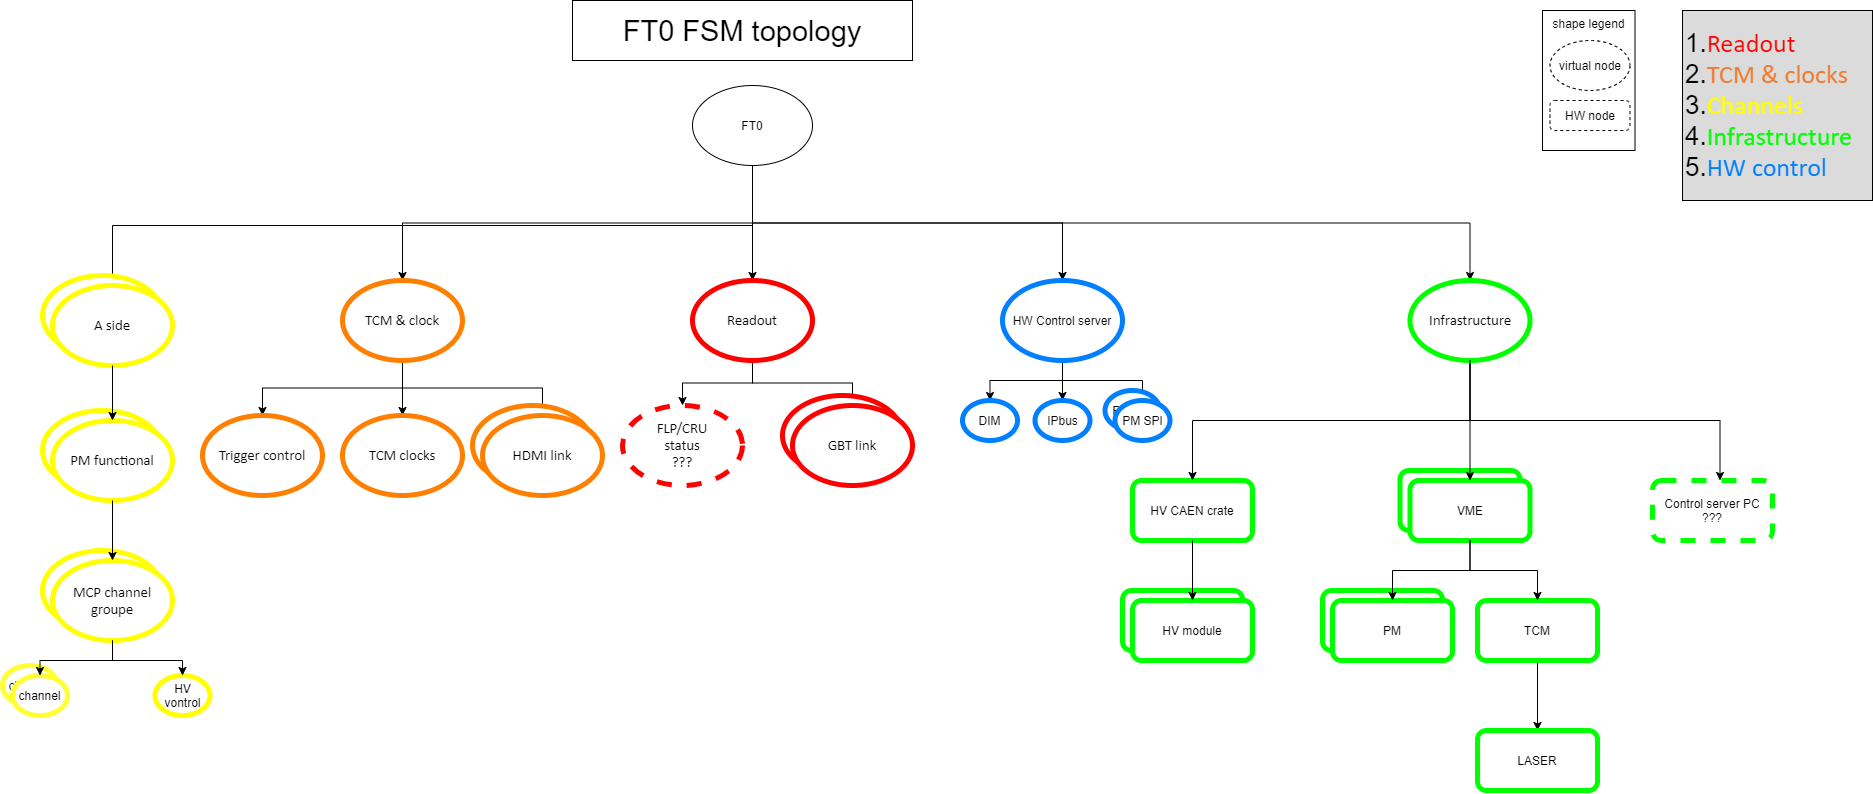 FT0 FSM topology
shape legend
virtual node
HW node
1.Readout
2.TCM & clocks
3.Channels
4.Infrastructure
5.HW control
FT0
A side
TCM & clock
Readout
HW Control server
Infrastructure
PM functional
Trigger control
TCM clocks
HDMI link
FLP/CRU
status
???
GBT link
DIM
IPbus
PM SPI
HV CAEN crate
VME
Control server PC
???
MCP channel
groupe
HV module
PM
TCM
channel
HV
vontrol
LASER